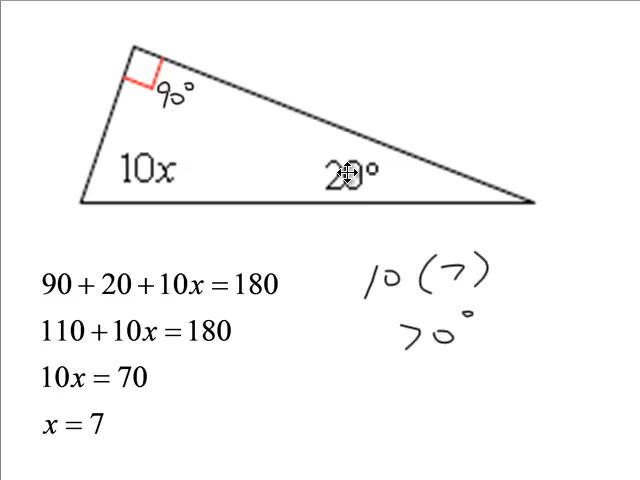 90°
10x 20°
90 + 20 + 10x = 180
10 (7)
110 + 10x = 180
70°
10x = 70
x = 7